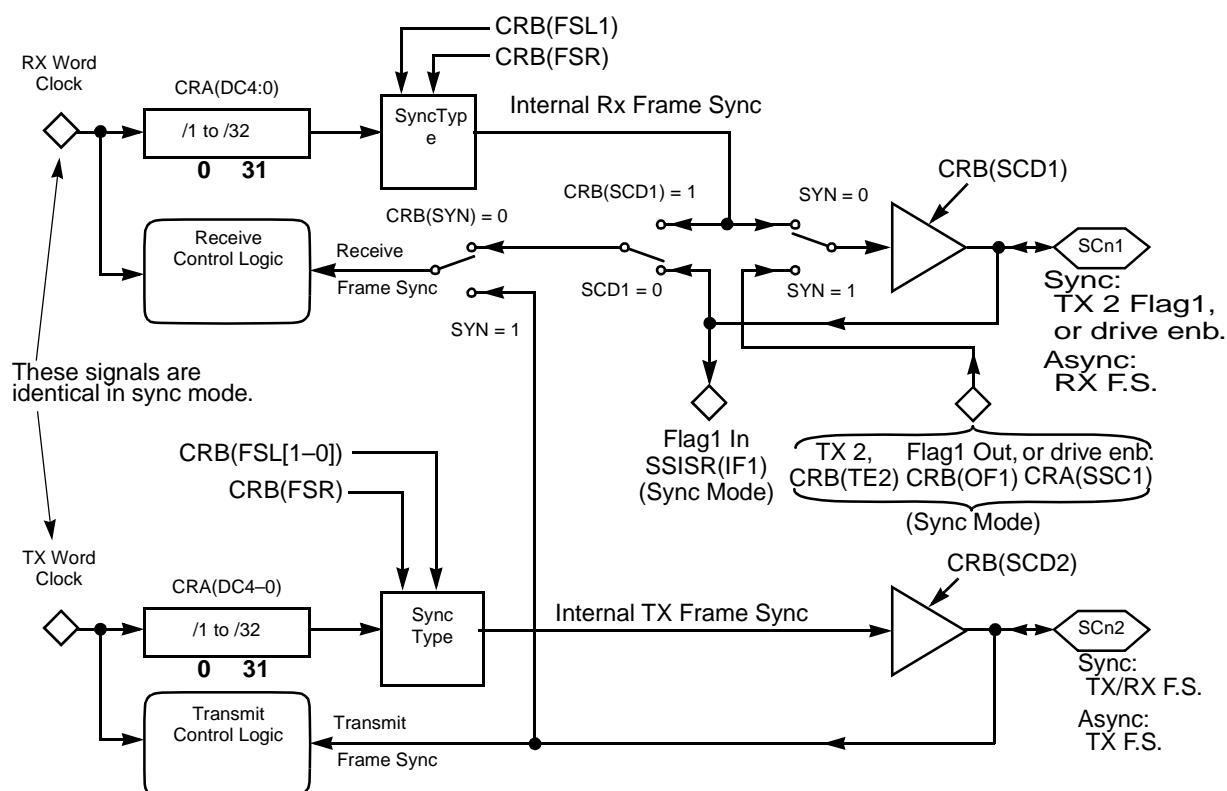 CRB(FSL1)
CRB(FSR)
RX Word
Clock
CRA(DC4:0)
/1 to /32
0 31
SyncTyp
e
Internal Rx Frame Sync
CRB(SCD1) = 1
SYN = 0
CRB(SCD1)
CRB(SYN) = 0
Receive
Control Logic
Receive
Frame Sync
SCD1 = 0
SYN = 1
SYN = 1
SCn1
Sync:
TX 2 Flag1,
or drive enb.
Async:
RX F.S.
These signals are
identical in sync mode.
Flag1 In
SSISR(IF1)
(Sync Mode)
TX 2, Flag1 Out, or drive enb.
CRB(TE2) CRB(OF1) CRA(SSC1)
(Sync Mode)
CRB(FSL[1–0])
CRB(FSR)
TX Word
Clock
CRA(DC4–0)
/1 to /32
0 31
Sync
Type
Internal TX Frame Sync
CRB(SCD2)
SCn2
Sync:
TX/RX F.S.
Async:
TX F.S.
Transmit
Control Logic
Transmit
Frame Sync